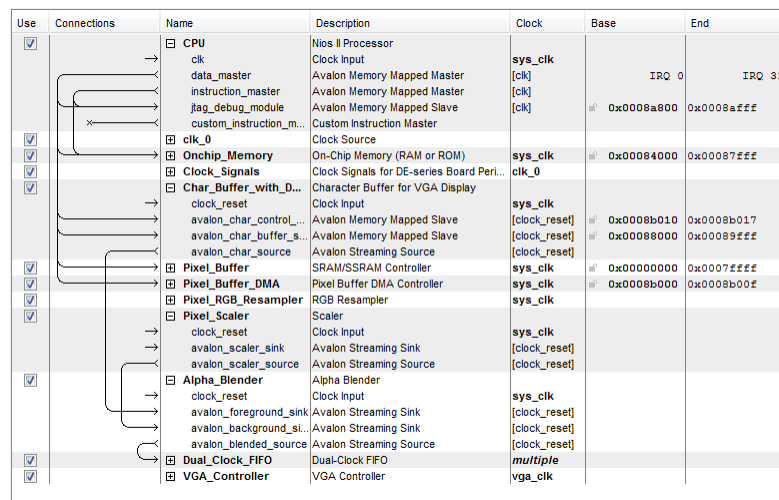 Use Connections Name Description Clock Base End
CPU Nios II Processor
clk Clock Input sys_clk
data_master Avalon Memory Mapped Master [clk] IRQ 0 IRQ 3
instruction_master Avalon Memory Mapped Master [clk]
jtag_debug_module Avalon Memory Mapped Slave [clk] 0x0008a800 0x0008afff
custom_instruction_m... Custom Instruction Master
clk_0 Clock Source
Onchip_Memory On-Chip Memory (RAM or ROM) sys_clk 0x00084000 0x00087fff
Clock_Signals Clock Signals for DE-series Board Peri... clk_0
Char_Buffer_with_D... Character Buffer for VGA Display
clock_reset Clock Input sys_clk
avalon_char_control_... Avalon Memory Mapped Slave [clock_reset] 0x0008b010 0x0008b017
avalon_char_buffer_s... Avalon Memory Mapped Slave [clock_reset] 0x00088000 0x00089fff
avalon_char_source Avalon Streaming Source [clock_reset]
Pixel_Buffer SRAM/SSRAM Controller sys_clk 0x00000000 0x0007ffff
Pixel_Buffer_DMA Pixel Buffer DMA Controller sys_clk 0x0008b000 0x0008b00f
Pixel_RGB_Resampler RGB Resampler sys_clk
Pixel_Scaler Scaler
clock_reset Clock Input sys_clk
avalon_scaler_sink Avalon Streaming Sink [clock_reset]
avalon_scaler_source Avalon Streaming Source [clock_reset]
Alpha_Blender Alpha Blender
clock_reset Clock Input sys_clk
avalon_foreground_sink Avalon Streaming Sink [clock_reset]
avalon_background_si... Avalon Streaming Sink [clock_reset]
avalon_blended_source Avalon Streaming Source [clock_reset]
Dual_Clock_FIFO Dual-Clock FIFO multiple
VGA_Controller VGA Controller vga_clk